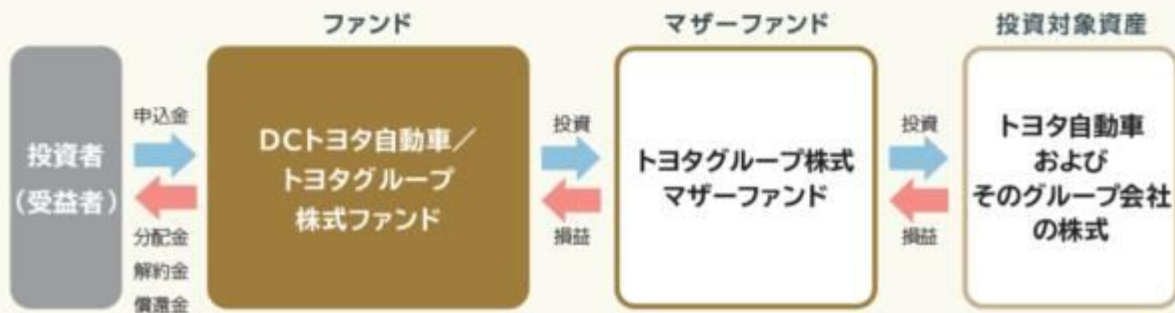 ファンド
マザーファンド
投資対象資産
投資者
(受益者)
申込金
分配金
解約金
償還金
DCトヨタ自動車／
トヨタグループ
株式ファンド
投資
損益
トヨタグループ株式
マザーファンド
投資
損益
トヨタ自動車
および
そのグループ会社
の株式